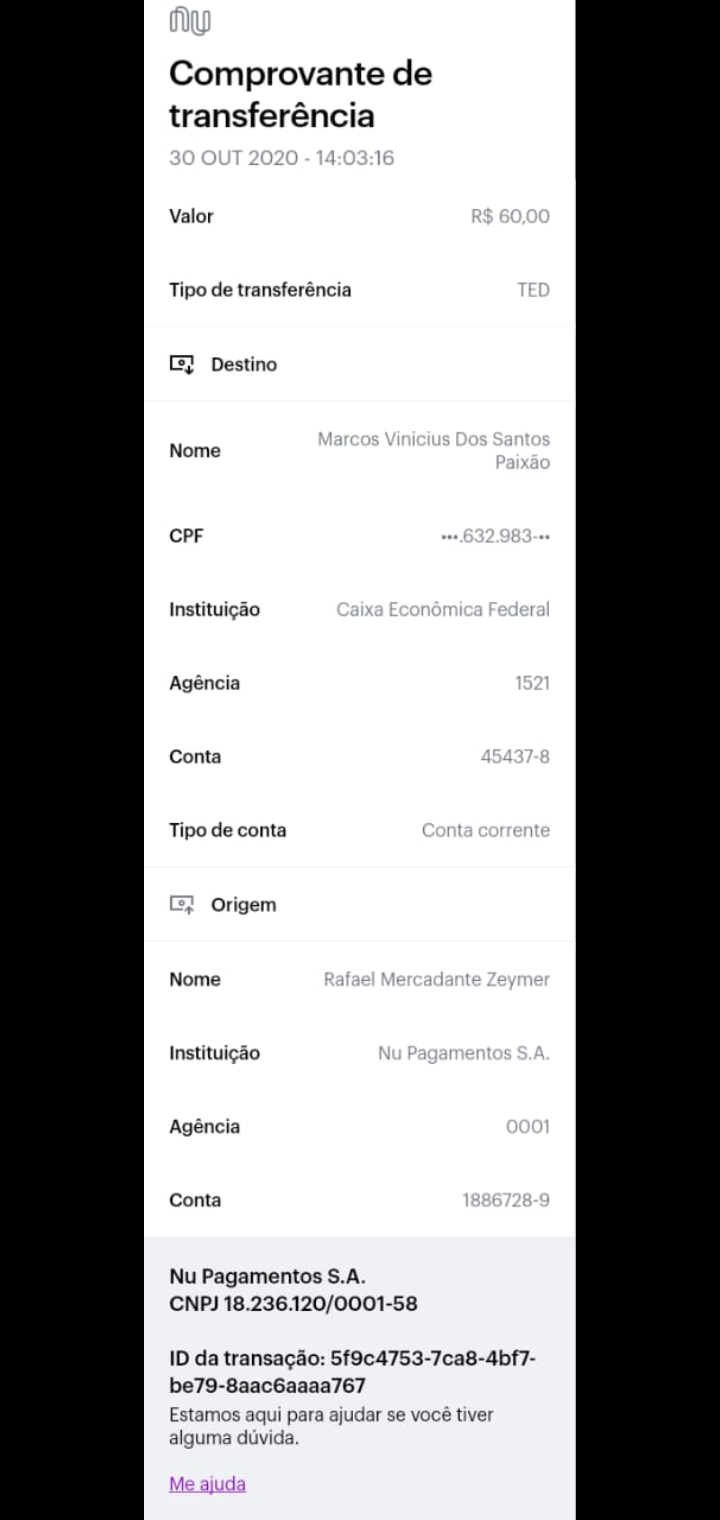 nu
Comprovante de
transferência
30 OUT 2020 - 14:03:16
Valor R$ 60,00
Tipo de transferência TED
Destino
Nome Marcos Vinicius Dos Santos
Paixão
CPF •••.632.983-••
Instituição Caixa Econômica Federal
Agência 1521
Conta 45437-8
Tipo de conta Conta corrente
Origem
Nome Rafael Mercadante Zeymer
Instituição Nu Pagamentos S.A.
Agência 0001
Conta 1886728-9
Nu Pagamentos S.A.
CNPJ 18.236.120/0001-58
ID da transação: 5f9c4753-7ca8-4bf7-
be79-8aac6aaaa767
Estamos aqui para ajudar se você tiver
alguma dúvida.
Me ajuda